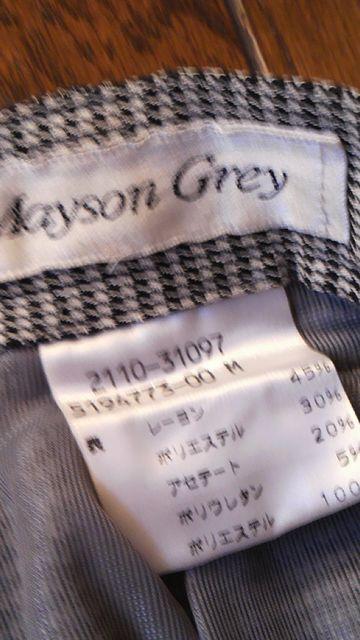 Mayson Grey
2110-31097
5194773-00 M
表 レーヨン 45%
ポリエステル 30%
アセテート 20%
ポリウレタン 5%
ポリエステル 100